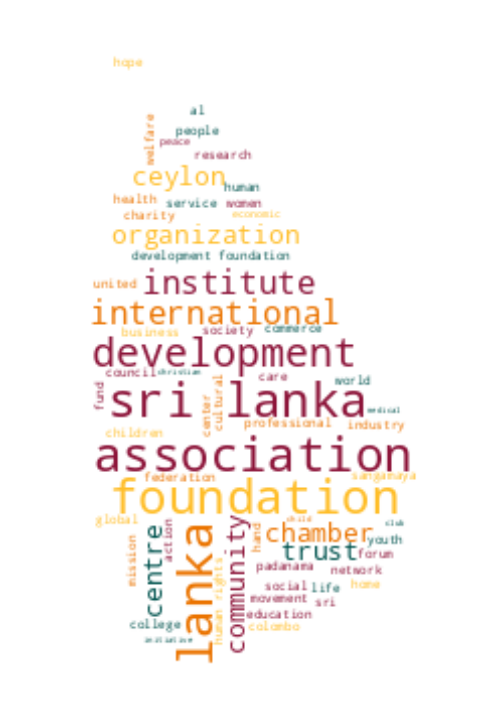 hope
al
welfare
people
peace
research
ceylon
human
health
service
women
charity
economic
organization
development foundation
united
institute
international
business
society
commerce
development
council
christian
care
world
fund
sri lanka
center
cultural
medical
professional
industry
children
association
federation
sangamaya
foundation
global
child
club
centre
action
lanka
community
hand
chamber
youth
trust
forum
mission
human rights
padanama
network
social
life
home
movement
sri
education
college
colombo
initiative